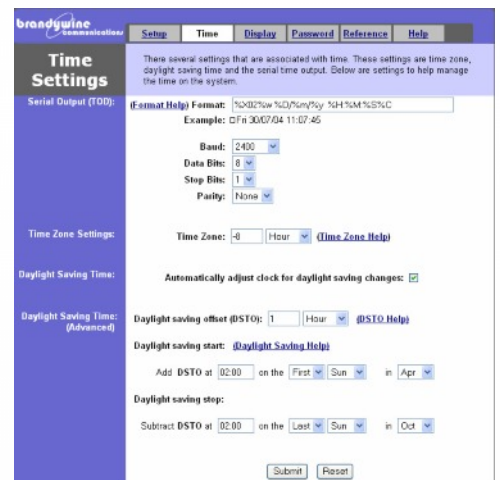 brandywine
communications
Setup Time Display Password Reference Help
Time Settings
There several settings that are associated with time. These settings are time zone,
daylight saving time and the serial time output. Below are settings to help manage
the time on the system.
Serial Output (TOD):
(Format Help) Format: %X02%w %D/%m/%y %H:%M:%S%C
Example: □Fri 30/07/04 11:07:45
Baud: 2400
Data Bits: 8
Stop Bits: 1
Parity: None
Time Zone Settings:
Time Zone: -8 Hour (Time Zone Help)
Daylight Saving Time:
Automatically adjust clock for daylight saving changes:
Daylight Saving Time:
(Advanced)
Daylight saving offset (DSTO): 1 Hour (DSTO Help)
Daylight saving start: (Daylight Saving Help)
Add DSTO at 02:00 on the First Sun in Apr
Daylight saving stop:
Subtract DSTO at 02:00 on the Last Sun in Oct
Submit Reset